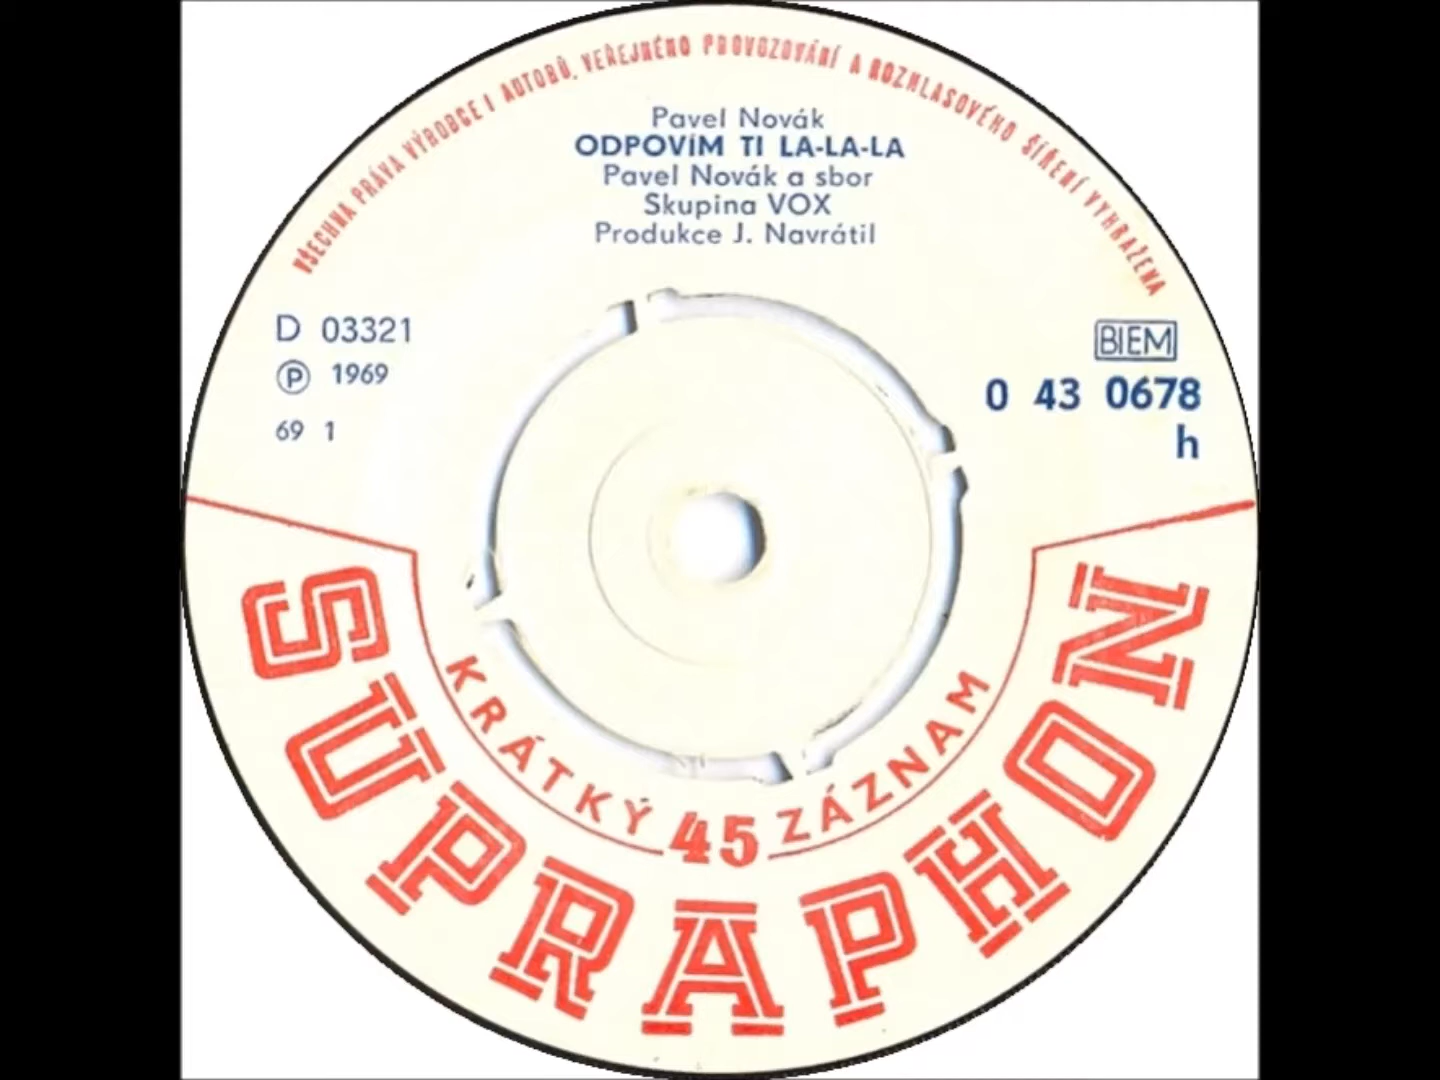 VŠECHNA PRÁVA VÝROBCE I AUTORŮ, VEŘEJNÉHO PROVOZOVÁNÍ A ROZHLASOVÉHO ŠÍŘENÍ VYHRAŽENA
Pavel Novák
ODPOVÍM TI LA-LA-LA
Pavel Novák a sbor
Skupina VOX
Produkce J. Navrátil
D 03321
Ⓟ 1969
69 1
BIEM
0 43 0678
h
KRÁTKÝ 45 ZÁZNAM
SUPRAPHON